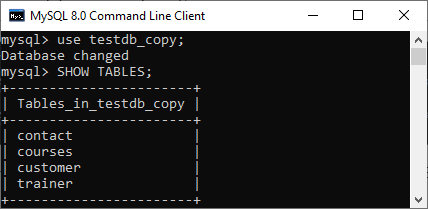 MySQL 8.0 Command Line Client
mysql> use testdb_copy;
Database changed
mysql> SHOW TABLES;
+-----------------------+
| Tables_in_testdb_copy |
+-----------------------+
| contact               |
| courses               |
| customer              |
| trainer               |
+-----------------------+